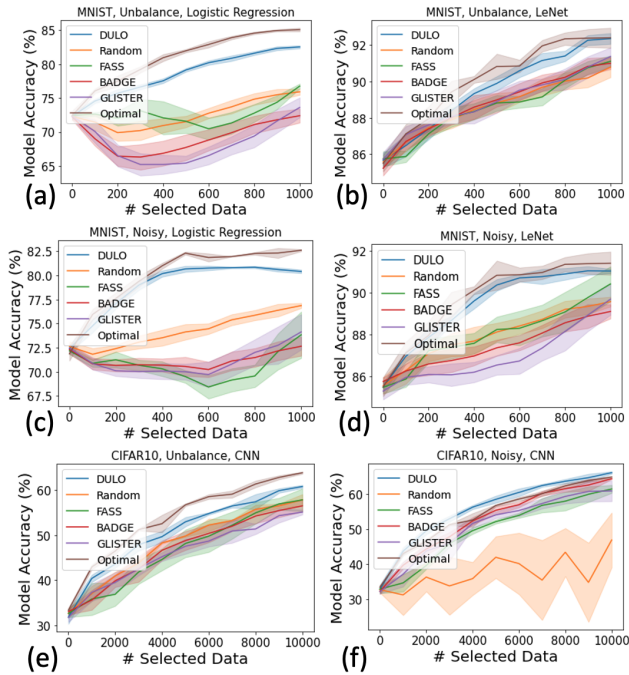 MNIST, Unbalance, Logistic Regression
85
80
75
70
65
Model Accuracy (%)
DULO
Random
FASS
BADGE
GLISTER
Optimal
0 200 400 600 800 1000
# Selected Data
(a)
MNIST, Unbalance, LeNet
92
90
88
86
Model Accuracy (%)
DULO
Random
FASS
BADGE
GLISTER
Optimal
0 200 400 600 800 1000
# Selected Data
(b)
MNIST, Noisy, Logistic Regression
82.5
80.0
77.5
75.0
72.5
70.0
67.5
Model Accuracy (%)
DULO
Random
FASS
BADGE
GLISTER
Optimal
0 200 400 600 800 1000
# Selected Data
(c)
MNIST, Noisy, LeNet
92
90
88
86
Model Accuracy (%)
DULO
Random
FASS
BADGE
GLISTER
Optimal
0 200 400 600 800 1000
# Selected Data
(d)
CIFAR10, Unbalance, CNN
60
50
40
30
Model Accuracy (%)
DULO
Random
FASS
BADGE
GLISTER
Optimal
0 2000 4000 6000 8000 10000
# Selected Data
(e)
CIFAR10, Noisy, CNN
60
50
40
30
Model Accuracy (%)
DULO
Random
FASS
BADGE
GLISTER
Optimal
0 2000 4000 6000 8000 10000
# Selected Data
(f)